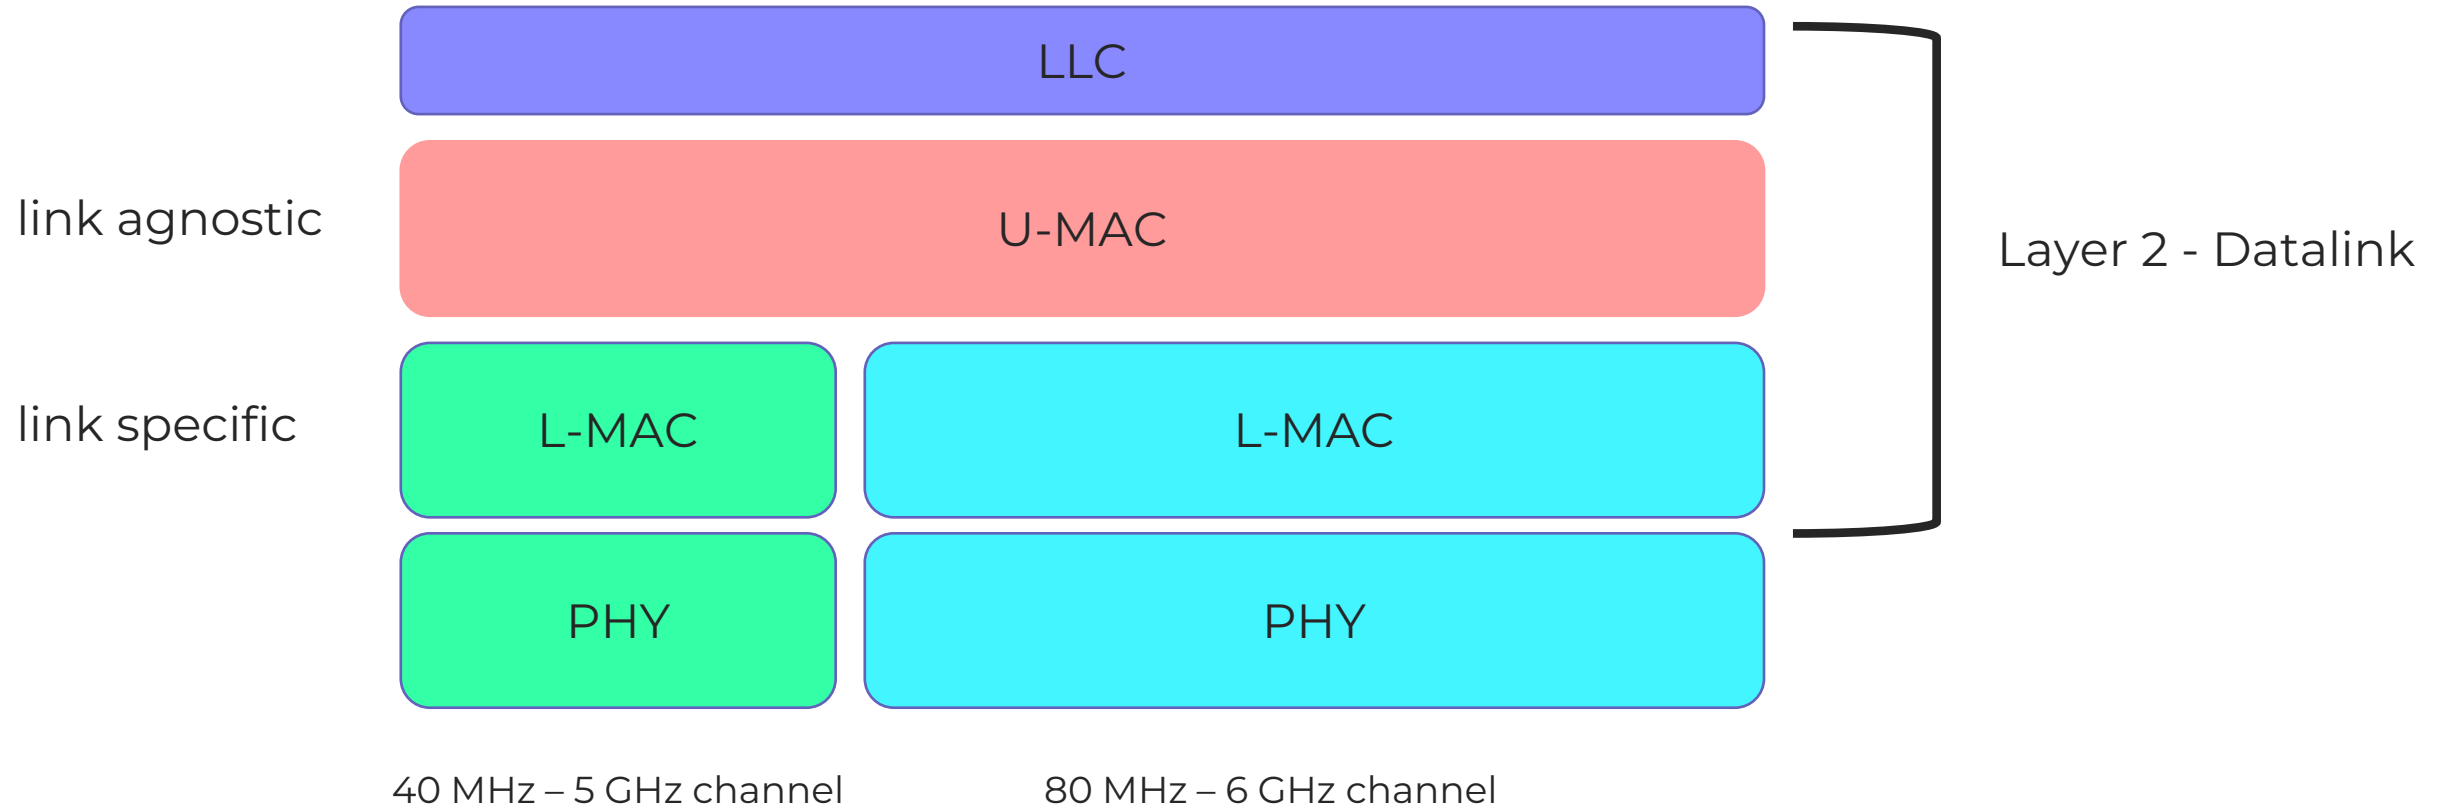 LLC
link agnostic
U-MAC
Layer 2 - Datalink
link specific
L-MAC
L-MAC
PHY
PHY
40 MHz – 5 GHz channel
80 MHz – 6 GHz channel